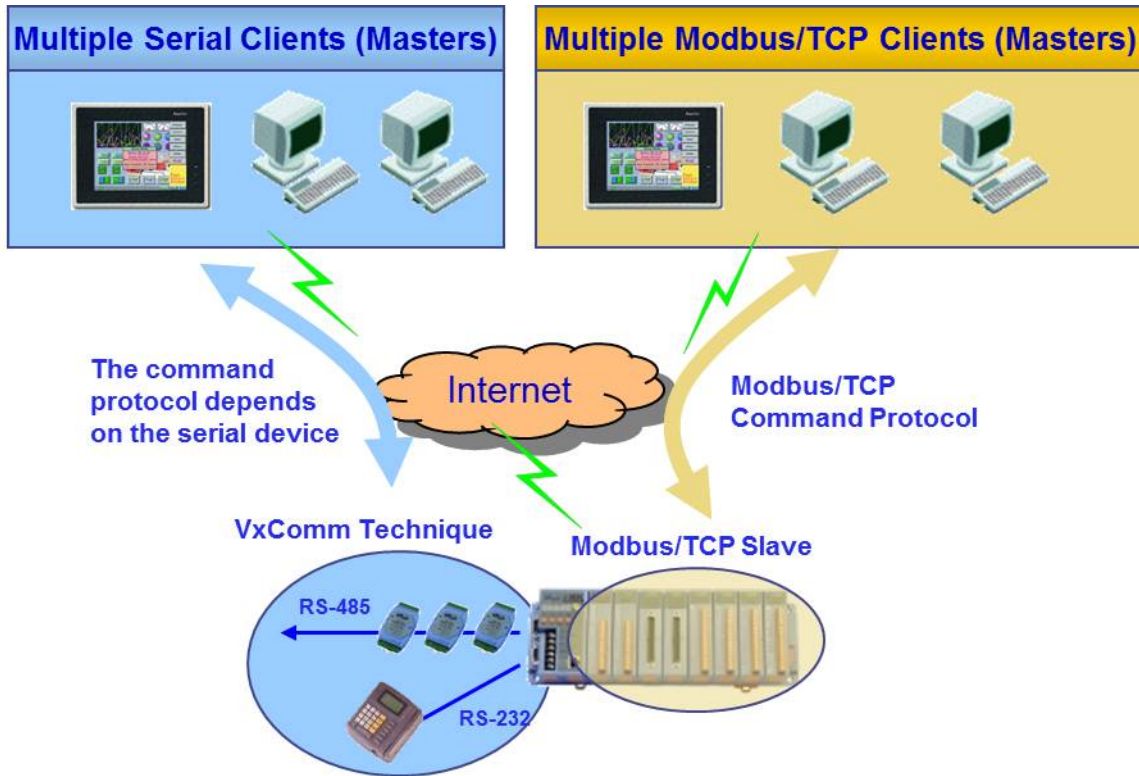 Multiple Serial Clients (Masters)
Multiple Modbus/TCP Clients (Masters)
The command
protocol depends
on the serial device
Internet
Modbus/TCP
Command Protocol
VxComm Technique
Modbus/TCP Slave
RS-485
RS-232